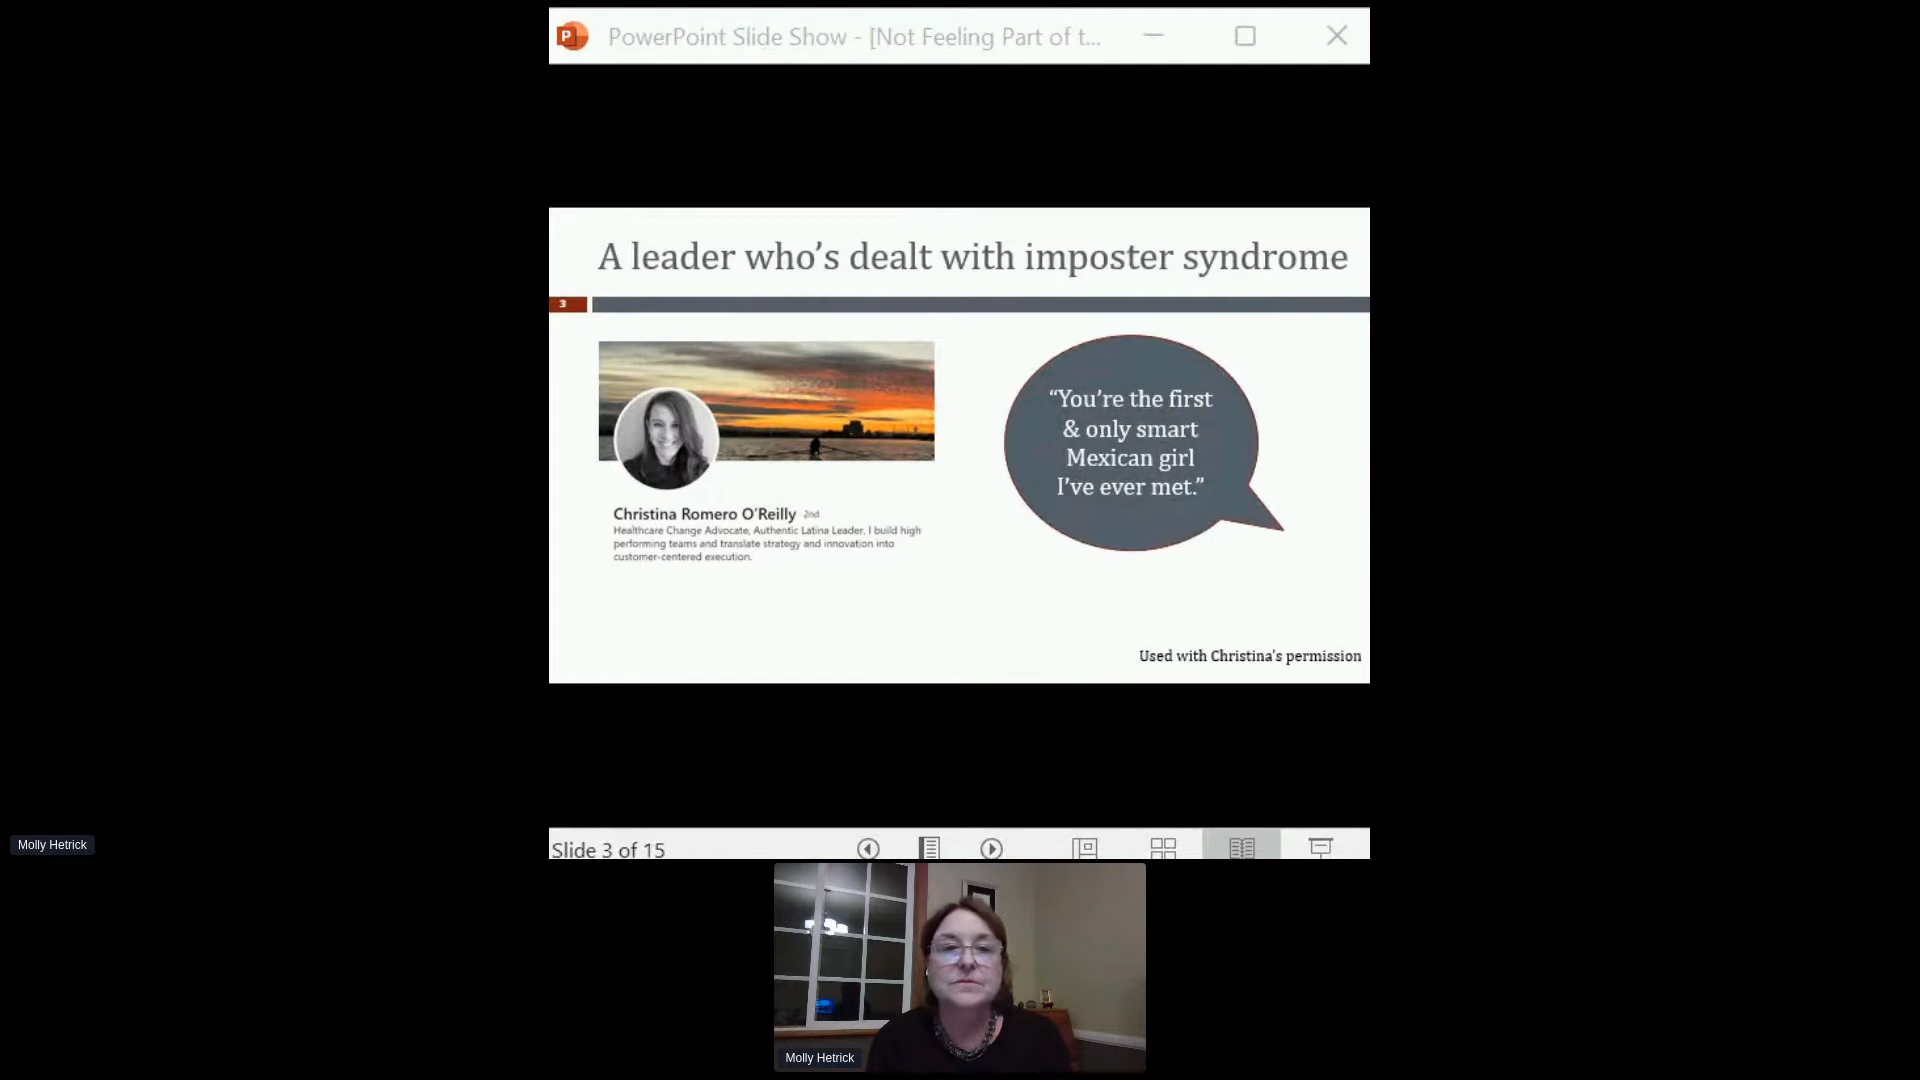 PowerPoint Slide Show - [Not Feeling Part of t...
A leader who's dealt with imposter syndrome
3
Christina Romero O'Reilly 2nd
Healthcare Change Advocate, Authentic Latina Leader. I build high
performing teams and translate strategy and innovation into
customer-centered execution.
“You're the first
& only smart
Mexican girl
I've ever met.”
Used with Christina's permission
Slide 3 of 15
Molly Hetrick
Molly Hetrick